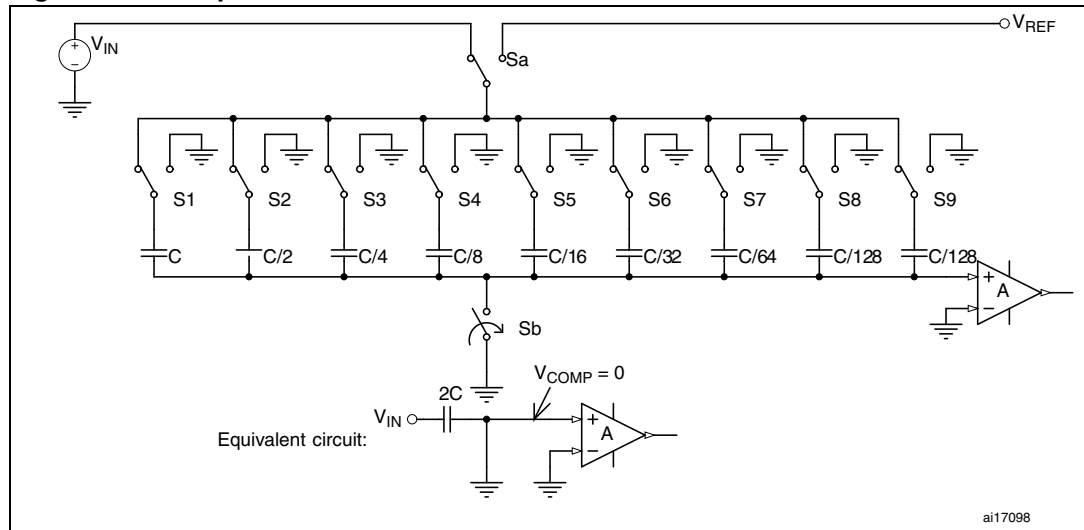 V_IN
+
−
Sa
V_REF
S1 S2 S3 S4 S5 S6 S7 S8 S9
C C/2 C/4 C/8 C/16 C/32 C/64 C/128 C/128
+
A
−
Sb
V_COMP = 0
2C
V_IN
+
A
−
Equivalent circuit:
ai17098